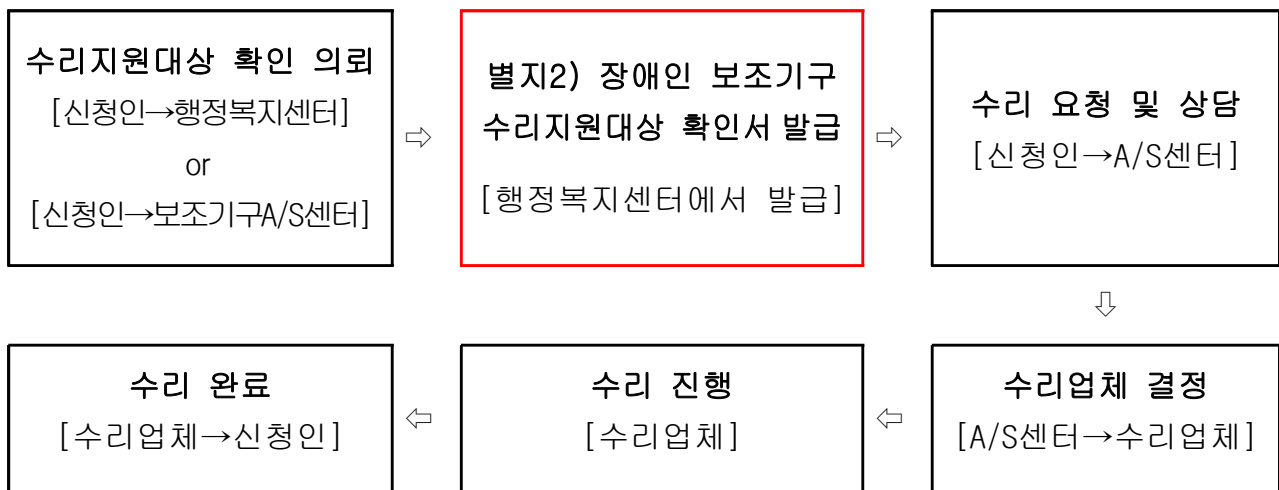 수리지원대상 확인 의뢰
[신청인→행정복지센터]
or
[신청인→보조기구A/S센터]
⇨
별지2) 장애인 보조기구
수리지원대상 확인서 발급
[행정복지센터에서 발급]
⇨
수리 요청 및 상담
[신청인→A/S센터]
⇩
수리업체 결정
[A/S센터→수리업체]
⇦
수리 진행
[수리업체]
⇦
수리 완료
[수리업체→신청인]